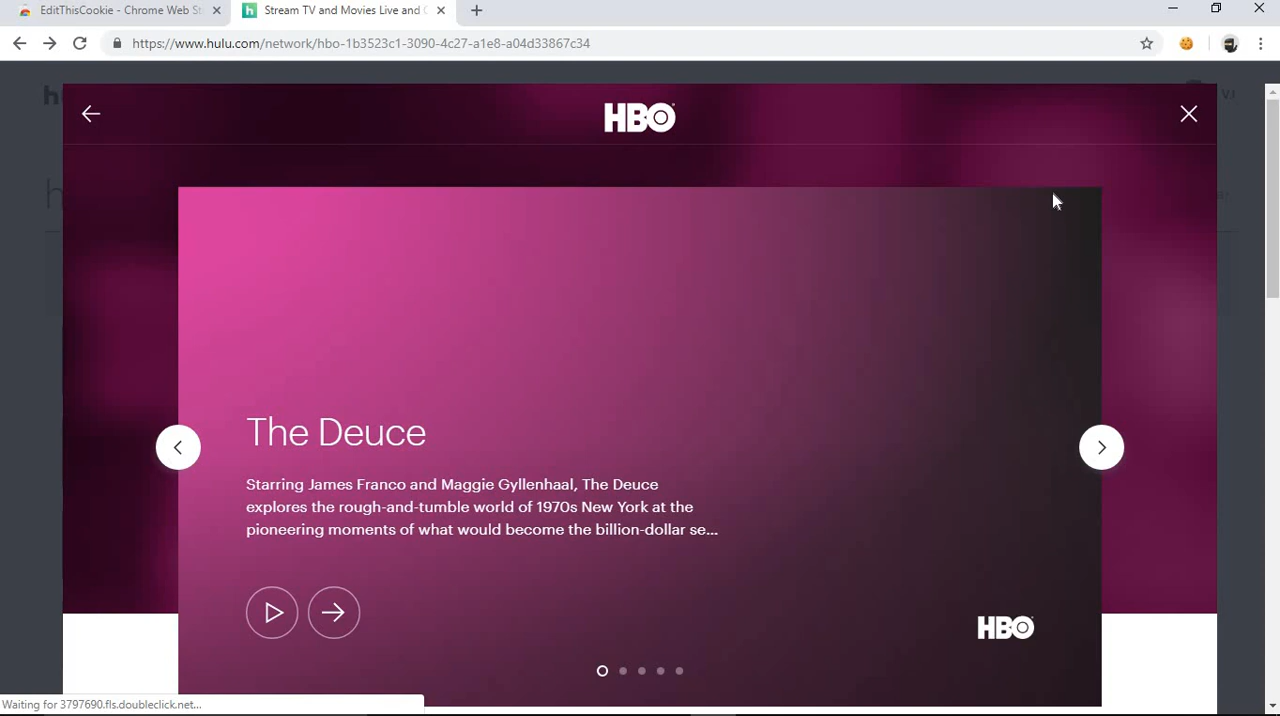 EditThisCookie - Chrome Web St
Stream TV and Movies Live and
https://www.hulu.com/network/hbo-1b3523c1-3090-4c27-a1e8-a04d33867c34
HBO
The Deuce
Starring James Franco and Maggie Gyllenhaal, The Deuce
explores the rough-and-tumble world of 1970s New York at the
pioneering moments of what would become the billion-dollar se...
HBO
Waiting for 3797690.fls.doubleclick.net...